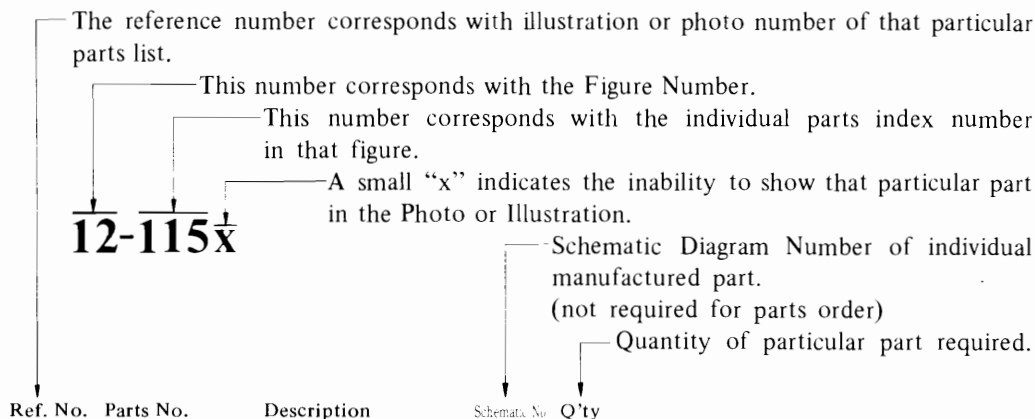 The reference number corresponds with illustration or photo number of that particular
parts list.
This number corresponds with the Figure Number.
This number corresponds with the individual parts index number
in that figure.
A small “x” indicates the inability to show that particular part
in the Photo or Illustration.
12-115x
Schematic Diagram Number of individual
manufactured part.
(not required for parts order)
Quantity of particular part required.
Ref. No. Parts No. Description Schematic No Q'ty